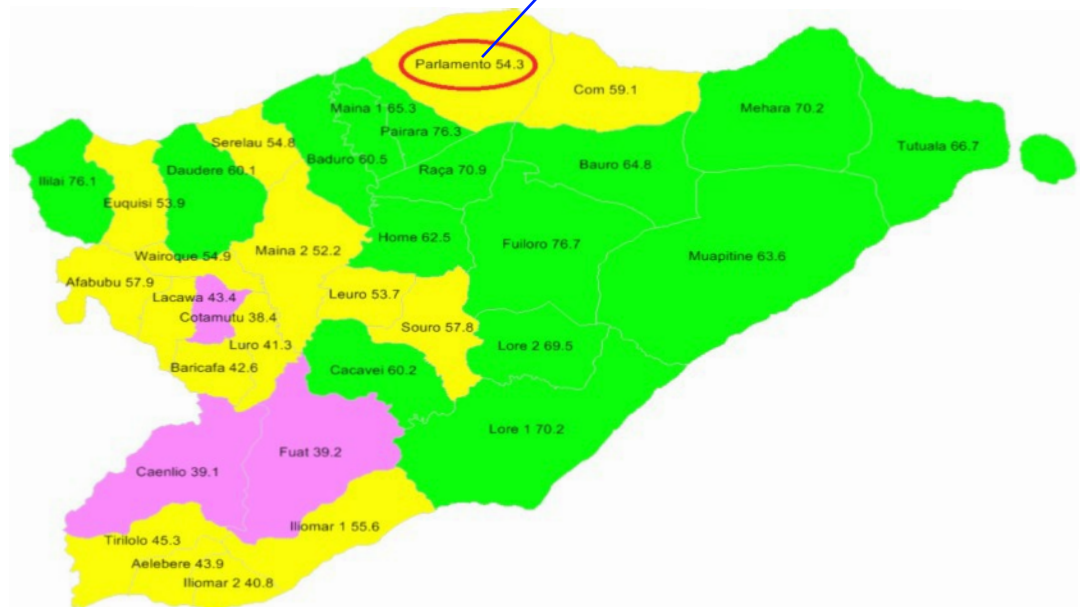 Parlamento 54.3
Com 59.1
Mehara 70.2
Maina 1 65.3
Pairara 76.3
Serelau 54.8
Tutuala 66.7
Baduro 60.5
Bauro 64.8
Daudere 60.1
Raça 70.9
Ililai 76.1
Euquisi 53.9
Home 62.5
Fuiloro 76.7
Maina 2 52.2
Wairoque 54.9
Muapitine 63.6
Afabubu 57.9
Leuro 53.7
Lacawa 43.4
Cotamutu 38.4
Souro 57.8
Luro 41.3
Lore 2 69.5
Baricafa 42.6
Cacavei 60.2
Lore 1 70.2
Fuat 39.2
Caenlio 39.1
Iliomar 1 55.6
Tirilolo 45.3
Aelebere 43.9
Iliomar 2 40.8